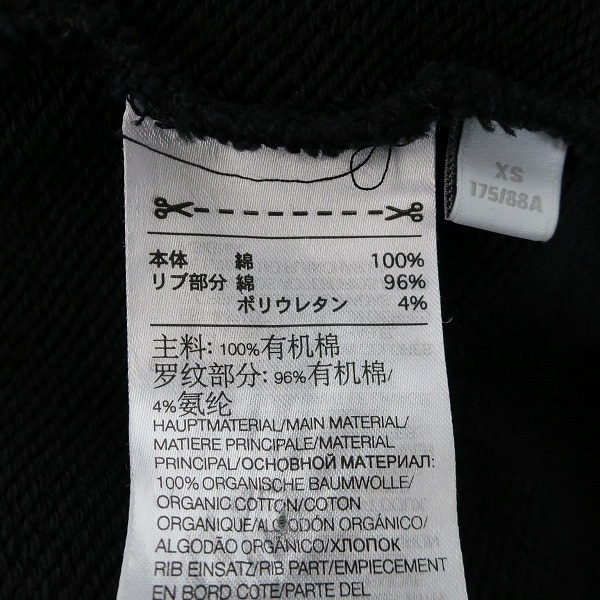 XS
175/88A
本体 綿 100%
リブ部分 綿 96%
ポリウレタン 4%
主料: 100%有机棉
罗纹部分: 96%有机棉/
4%氨纶
HAUPTMATERIAL/MAIN MATERIAL/
MATIERE PRINCIPALE/MATERIAL
PRINCIPAL/ОСНОВНОЙ МАТЕРИАЛ:
100% ORGANISCHE BAUMWOLLE/
ORGANIC COTTON/COTON
ORGANIQUE/ALGODÓN ORGÁNICO/
ALGODÃO ORGÂNICO/ХЛОПОК
RIB EINSATZ/RIB PART/EMPIECEMENT
EN BORD COTE/PARTE DEL